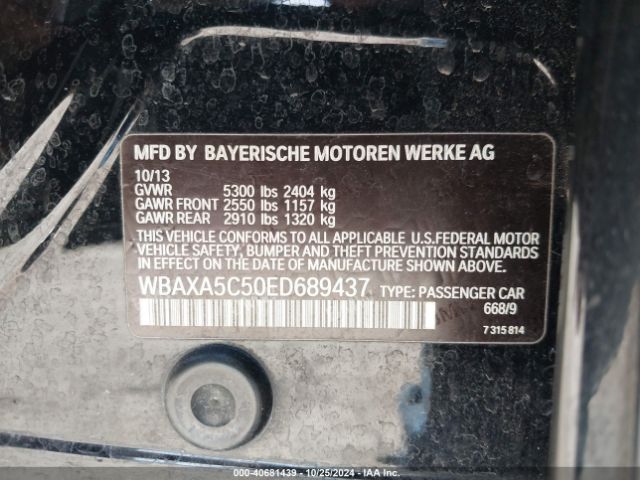 MFD BY BAYERISCHE MOTOREN WERKE AG
10/13
GVWR 5300 lbs 2404 kg
GAWR FRONT 2550 lbs 1157 kg
GAWR REAR 2910 lbs 1320 kg
THIS VEHICLE CONFORMS TO ALL APPLICABLE U.S.FEDERAL MOTOR
VEHICLE SAFETY, BUMPER AND THEFT PREVENTION STANDARDS
IN EFFECT ON THE DATE OF MANUFACTURE SHOWN ABOVE.
WBAXA5C50ED689437 TYPE: PASSENGER CAR
668/9
7 315 814
000-40681439 - 10/25/2024 - IAA Inc.